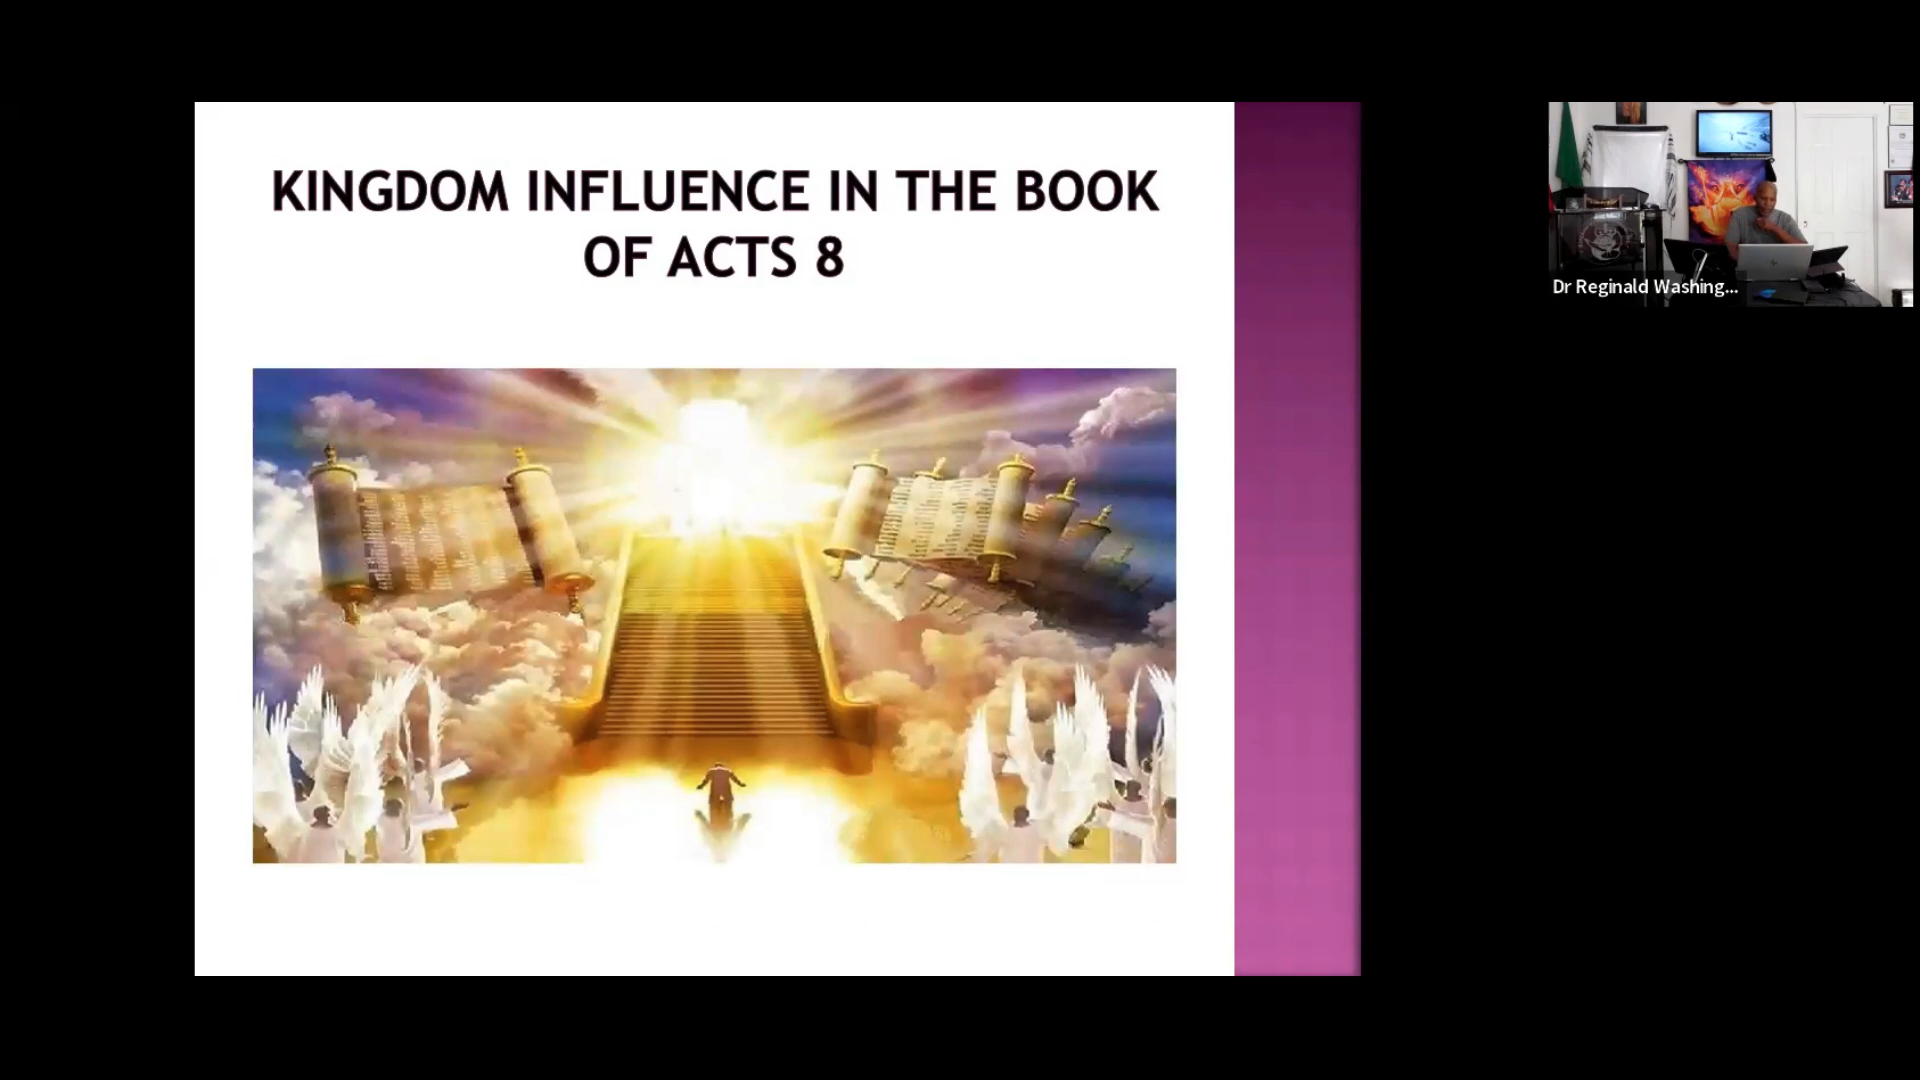 KINGDOM INFLUENCE IN THE BOOK
OF ACTS 8
Dr Reginald Washing...